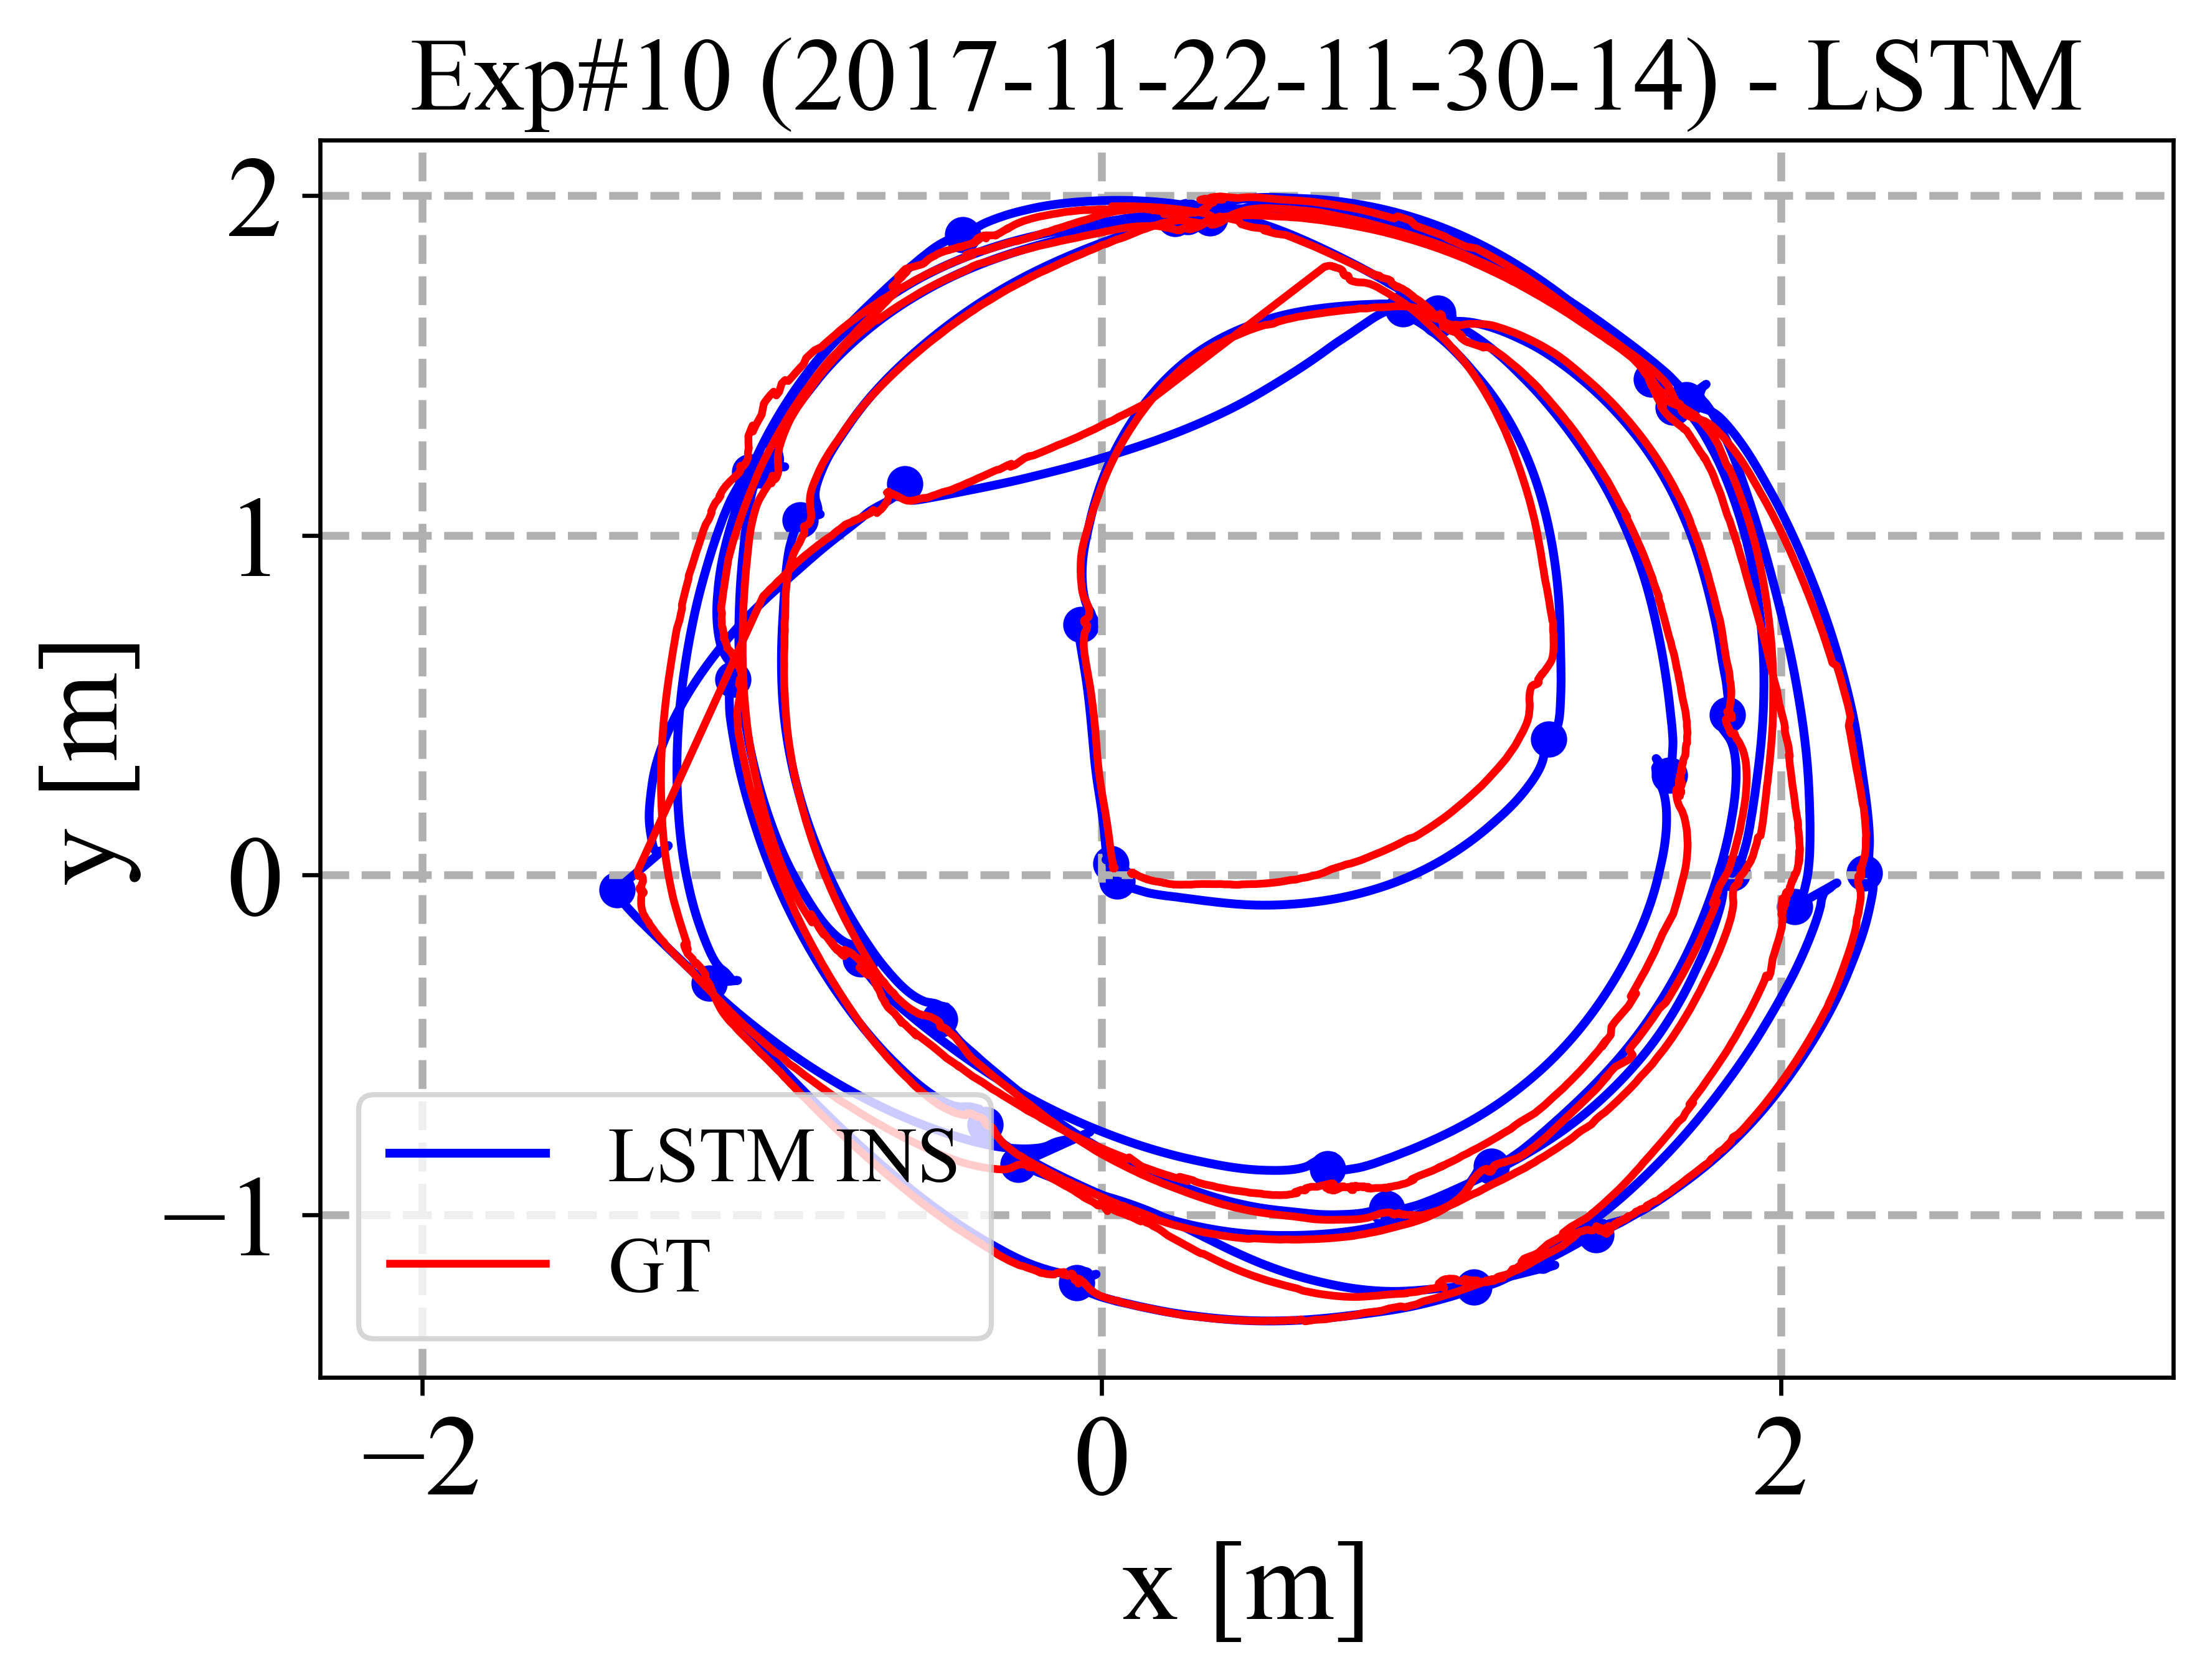 Exp#10 (2017-11-22-11-30-14) - LSTM
2
1
0
−1
y [m]
LSTM INS
GT
−2
0
2
x [m]